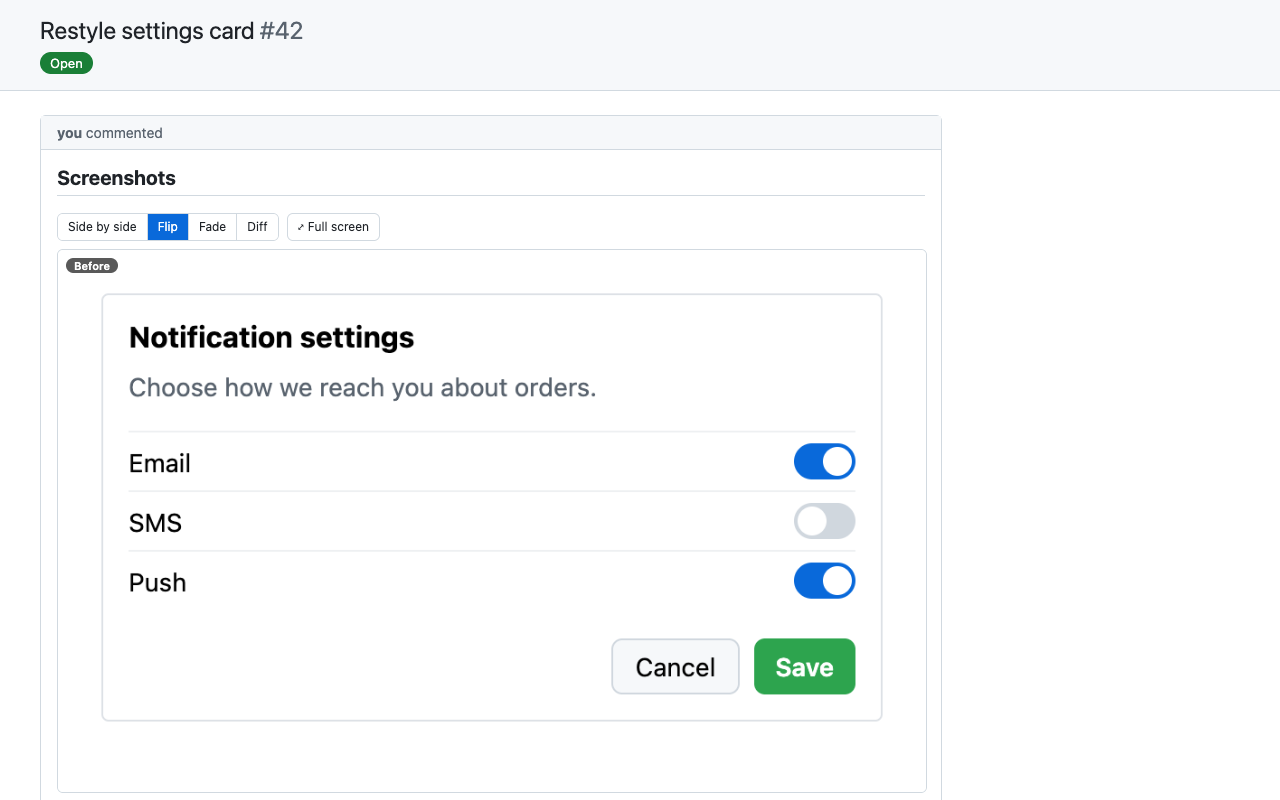 Restyle settings card #42
Open
you commented
Screenshots
Side by side Flip Fade Diff ⤢ Full screen
Before
Notification settings
Choose how we reach you about orders.
Email
SMS
Push
Cancel Save